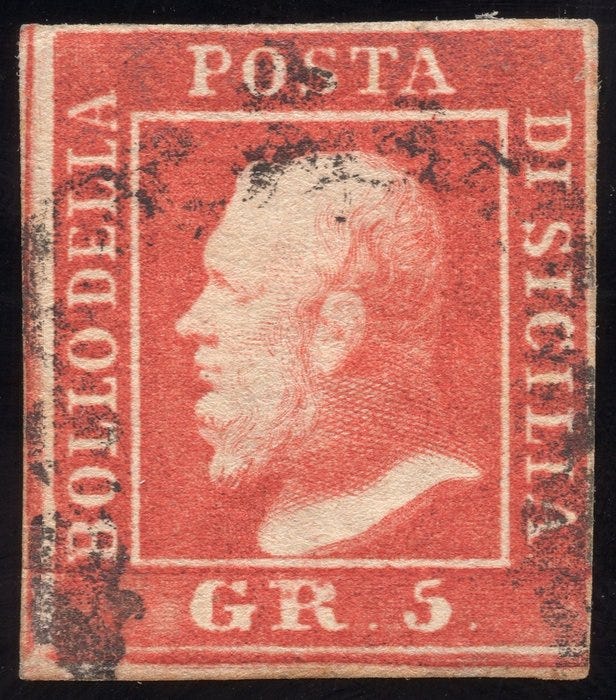 BOLLO DELLA
POSTA
DI SICILIA
GR. 5.